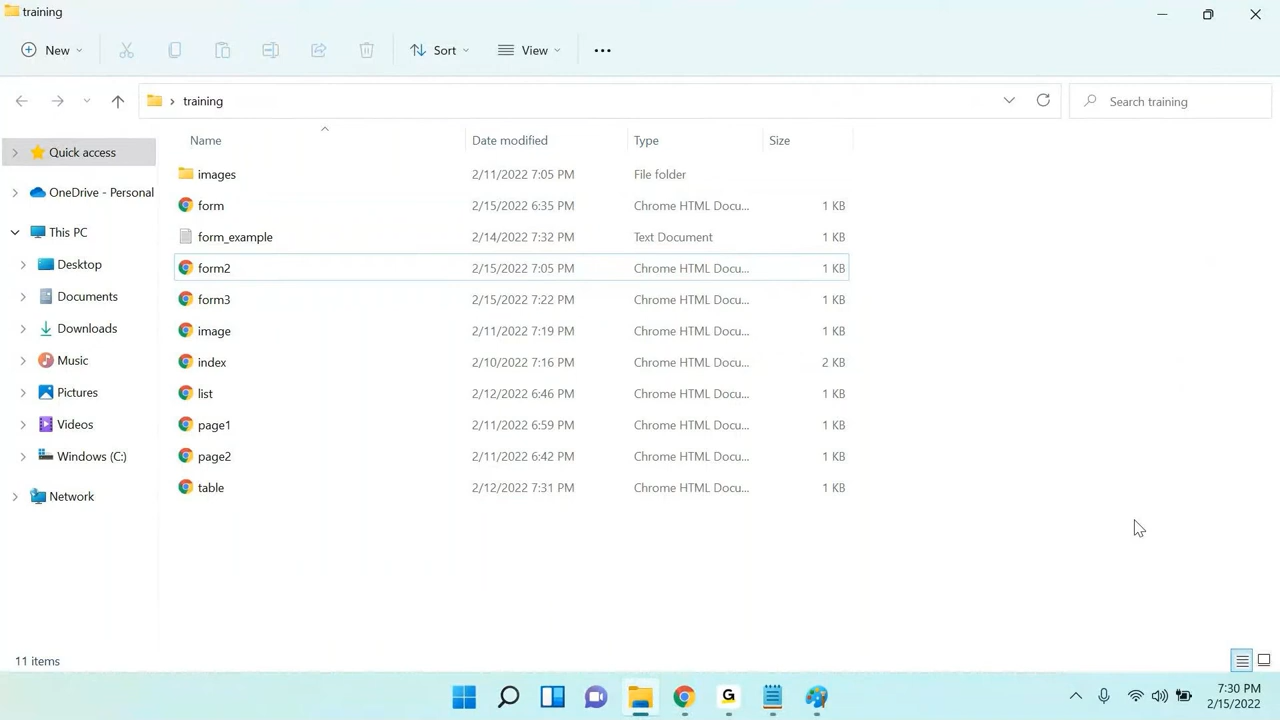 training
New Sort View
training Search training
Name Date modified Type Size
Quick access
OneDrive - Personal
This PC
Desktop
Documents
Downloads
Music
Pictures
Videos
Windows (C:)
Network
images 2/11/2022 7:05 PM File folder
form 2/15/2022 6:35 PM Chrome HTML Docu... 1 KB
form_example 2/14/2022 7:32 PM Text Document 1 KB
form2 2/15/2022 7:05 PM Chrome HTML Docu... 1 KB
form3 2/15/2022 7:22 PM Chrome HTML Docu... 1 KB
image 2/11/2022 7:19 PM Chrome HTML Docu... 1 KB
index 2/10/2022 7:16 PM Chrome HTML Docu... 2 KB
list 2/12/2022 6:46 PM Chrome HTML Docu... 1 KB
page1 2/11/2022 6:59 PM Chrome HTML Docu... 1 KB
page2 2/11/2022 6:42 PM Chrome HTML Docu... 1 KB
table 2/12/2022 7:31 PM Chrome HTML Docu... 1 KB
11 items
G
7:30 PM
2/15/2022